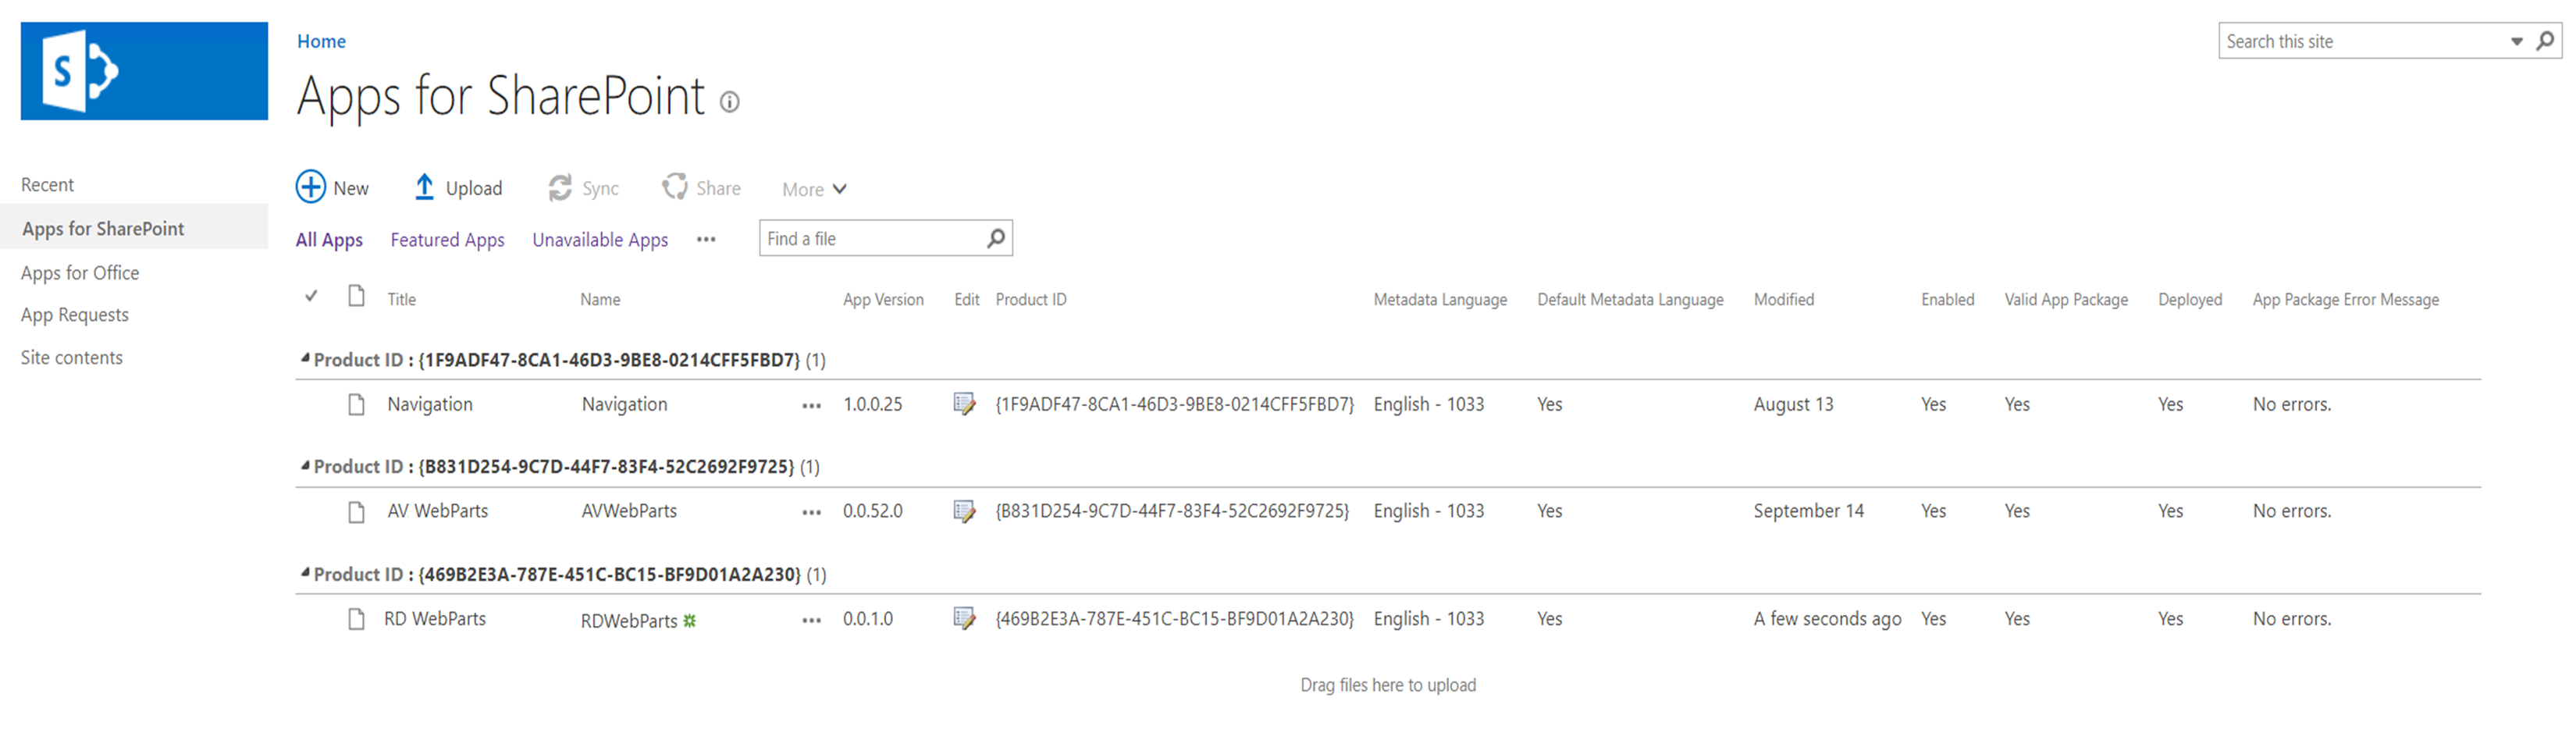 S
Home
Search this site
Apps for SharePoint
Recent
Apps for SharePoint
Apps for Office
App Requests
Site contents
New Upload Sync Share More
All Apps Featured Apps Unavailable Apps ••• Find a file
Title Name App Version Edit Product ID Metadata Language Default Metadata Language Modified Enabled Valid App Package Deployed App Package Error Message
Product ID : {1F9ADF47-8CA1-46D3-9BE8-0214CFF5FBD7} (1)
Navigation Navigation ••• 1.0.0.25 {1F9ADF47-8CA1-46D3-9BE8-0214CFF5FBD7} English - 1033 Yes August 13 Yes Yes Yes No errors.
Product ID : {B831D254-9C7D-44F7-83F4-52C2692F9725} (1)
AV WebParts AVWebParts ••• 0.0.52.0 {B831D254-9C7D-44F7-83F4-52C2692F9725} English - 1033 Yes September 14 Yes Yes Yes No errors.
Product ID : {469B2E3A-787E-451C-BC15-BF9D01A2A230} (1)
RD WebParts RDWebParts ••• 0.0.1.0 {469B2E3A-787E-451C-BC15-BF9D01A2A230} English - 1033 Yes A few seconds ago Yes Yes Yes No errors.
Drag files here to upload